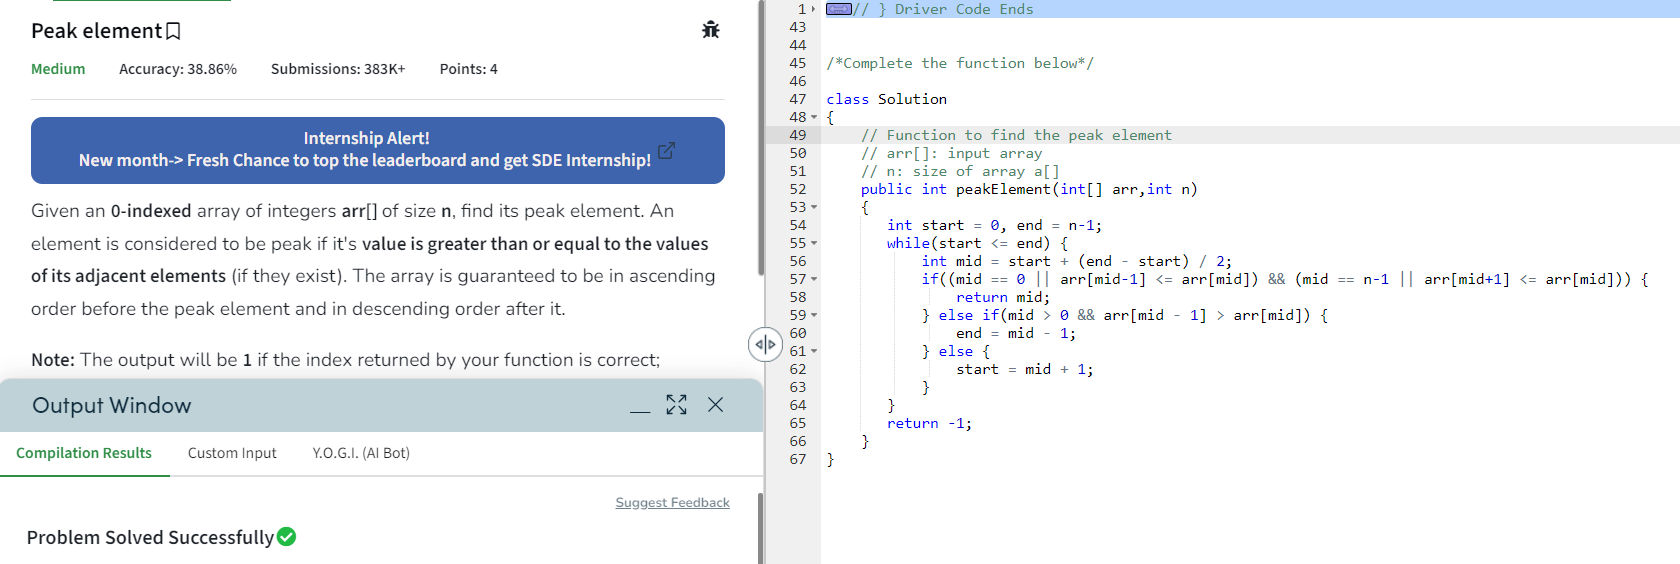 Peak element
Medium Accuracy: 38.86% Submissions: 383K+ Points: 4
Internship Alert!
New month-> Fresh Chance to top the leaderboard and get SDE Internship!
Given an 0-indexed array of integers arr[] of size n, find its peak element. An
element is considered to be peak if it's value is greater than or equal to the values
of its adjacent elements (if they exist). The array is guaranteed to be in ascending
order before the peak element and in descending order after it.
Note: The output will be 1 if the index returned by your function is correct;
Output Window
Compilation Results Custom Input Y.O.G.I. (AI Bot)
Suggest Feedback
Problem Solved Successfully
1 // } Driver Code Ends
43
44
45 /*Complete the function below*/
46
47 class Solution
48 {
49 // Function to find the peak element
50 // arr[]: input array
51 // n: size of array a[]
52 public int peakElement(int[] arr,int n)
53 {
54 int start = 0, end = n-1;
55 while(start <= end) {
56 int mid = start + (end - start) / 2;
57 if((mid == 0 || arr[mid-1] <= arr[mid]) && (mid == n-1 || arr[mid+1] <= arr[mid])) {
58 return mid;
59 } else if(mid > 0 && arr[mid - 1] > arr[mid]) {
60 end = mid - 1;
61 } else {
62 start = mid + 1;
63 }
64 }
65 return -1;
66 }
67 }